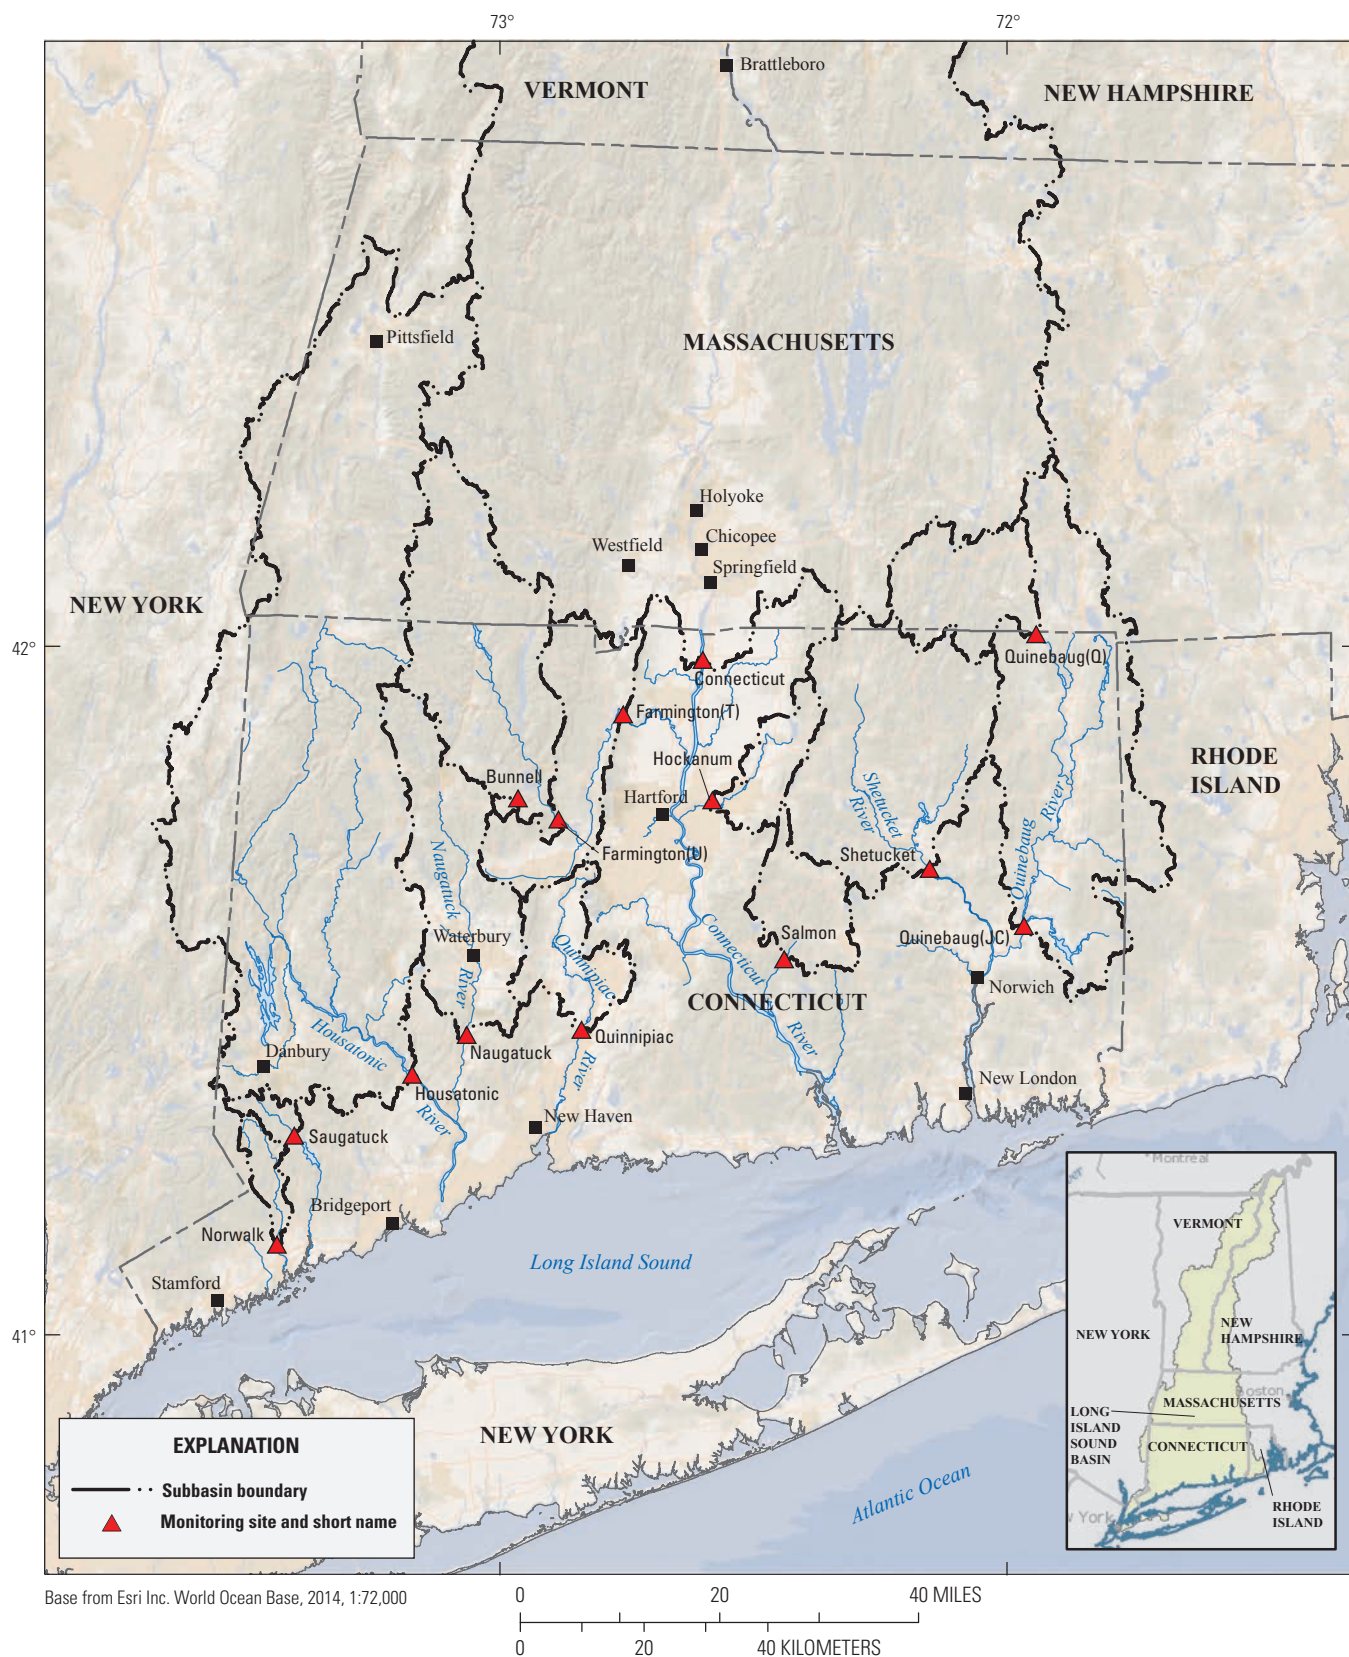 73°
72°
Brattleboro
VERMONT
NEW HAMPSHIRE
Pittsfield
MASSACHUSETTS
Holyoke
Chicopee
Westfield
Springfield
NEW YORK
42°
Quinebaug(Q)
Connecticut
Farmington(T)
Hockanum
RHODE
ISLAND
Bunnell
Hartford
Shetucket
River
Quinebaug
River
Farmington(U)
Naugatuck
River
Shetucket
Waterbury
Quinnipiac
River
Connecticut
River
Salmon
Quinebaug(JC)
CONNECTICUT
Norwich
Housatonic
River
Danbury
Naugatuck
Quinnipiac
Housatonic
New London
New Haven
Saugatuck
Bridgeport
Norwalk
Stamford
Long Island Sound
41°
NEW YORK
Atlantic Ocean
Montreal
VERMONT
NEW YORK
NEW
HAMPSHIRE
Boston
MASSACHUSETTS
LONG
ISLAND
SOUND
BASIN
CONNECTICUT
RHODE
ISLAND
w York
EXPLANATION
Subbasin boundary
Monitoring site and short name
Base from Esri Inc. World Ocean Base, 2014, 1:72,000
0 20 40 MILES
0 20 40 KILOMETERS